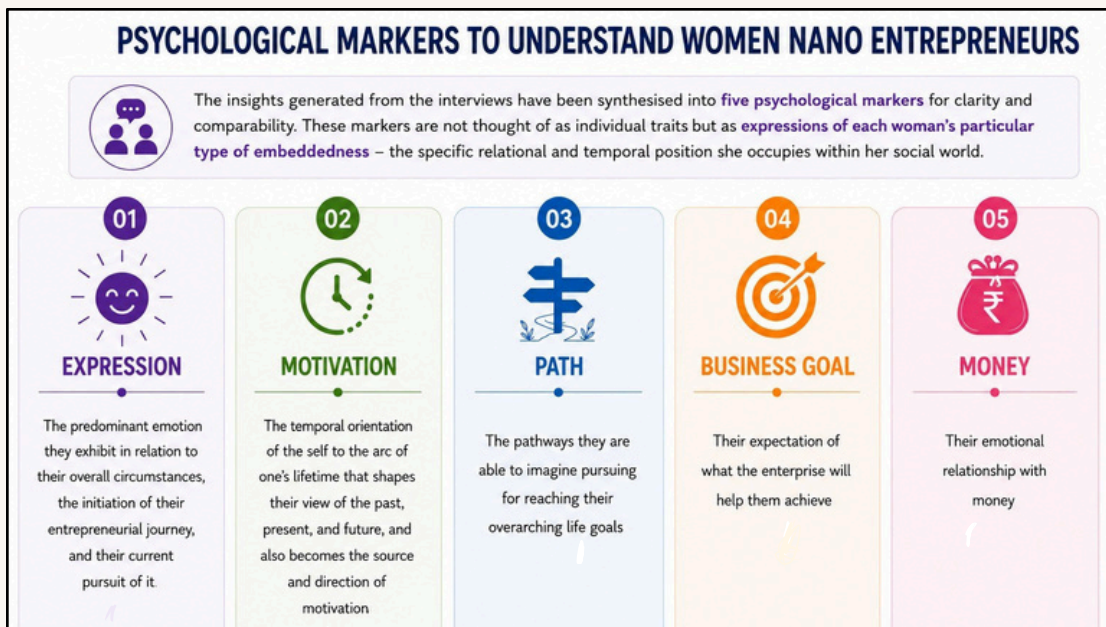 PSYCHOLOGICAL MARKERS TO UNDERSTAND WOMEN NANO ENTREPRENEURS
The insights generated from the interviews have been synthesised into five psychological markers for clarity and
comparability. These markers are not thought of as individual traits but as expressions of each woman's particular
type of embeddedness – the specific relational and temporal position she occupies within her social world.
01
EXPRESSION
The predominant emotion
they exhibit in relation to
their overall circumstances,
the initiation of their
entrepreneurial journey,
and their current
pursuit of it.
02
MOTIVATION
The temporal orientation
of the self to the arc of
one's lifetime that shapes
their view of the past,
present, and future, and
also becomes the source
and direction of
motivation
03
PATH
The pathways they are
able to imagine pursuing
for reaching their
overarching life goals
04
BUSINESS GOAL
Their expectation of
what the enterprise will
help them achieve
05
₹
MONEY
Their emotional
relationship with
money